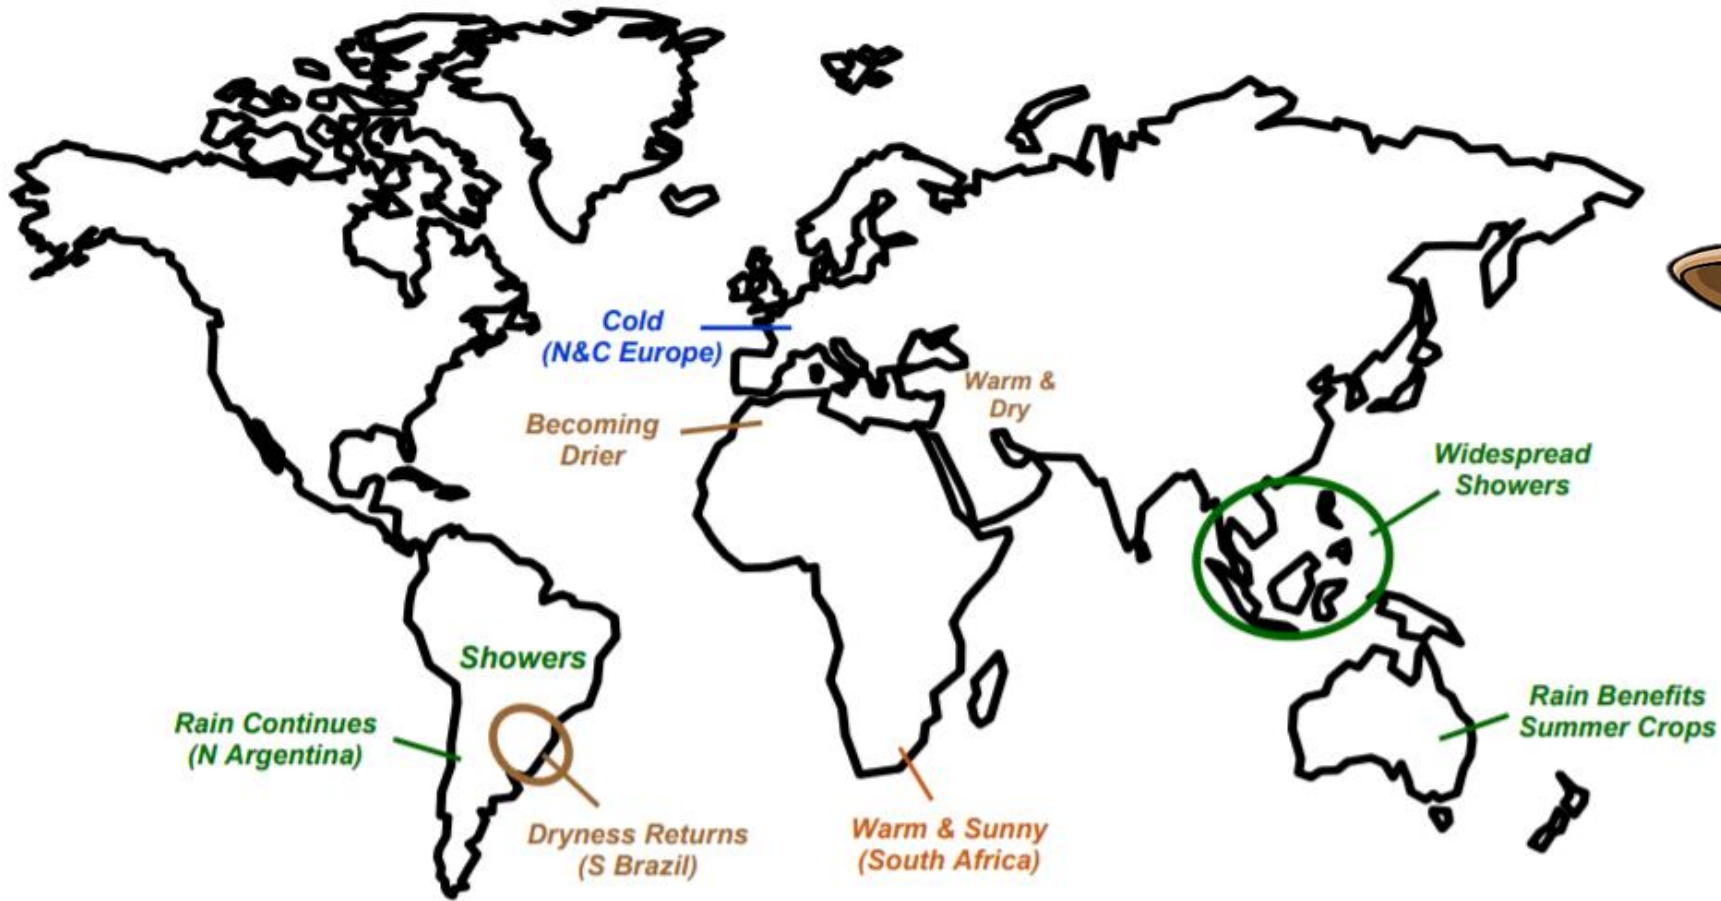 Cold
(N&C Europe)
Warm &
Dry
Becoming
Drier
Widespread
Showers
Showers
Rain Continues
(N Argentina)
Rain Benefits
Summer Crops
Dryness Returns
(S Brazil)
Warm & Sunny
(South Africa)